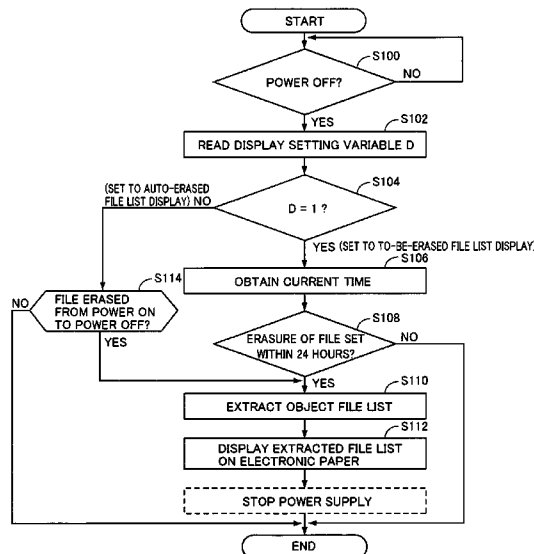 START
S100
POWER OFF?
NO
YES
S102
READ DISPLAY SETTING VARIABLE D
S104
(SET TO AUTO-ERASED
FILE LIST DISPLAY) NO
D = 1 ?
YES (SET TO TO-BE-ERASED FILE LIST DISPLAY)
S106
OBTAIN CURRENT TIME
S114
NO
FILE ERASED
FROM POWER ON
TO POWER OFF?
YES
S108
ERASURE OF FILE SET
WITHIN 24 HOURS?
NO
YES
S110
EXTRACT OBJECT FILE LIST
S112
DISPLAY EXTRACTED FILE LIST
ON ELECTRONIC PAPER
STOP POWER SUPPLY
END